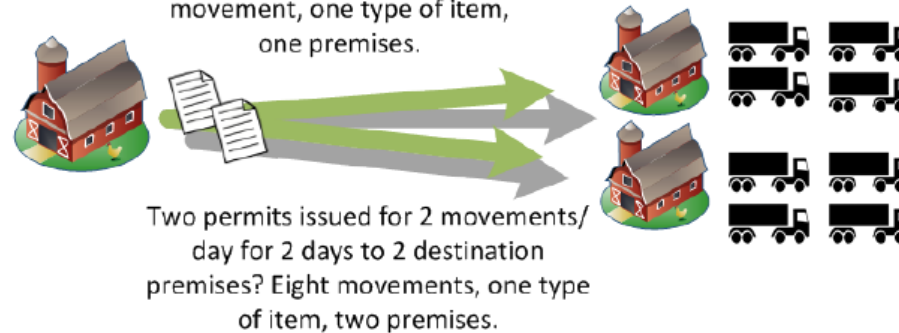 movement, one type of item,
one premises.
Two permits issued for 2 movements/
day for 2 days to 2 destination
premises? Eight movements, one type
of item, two premises.